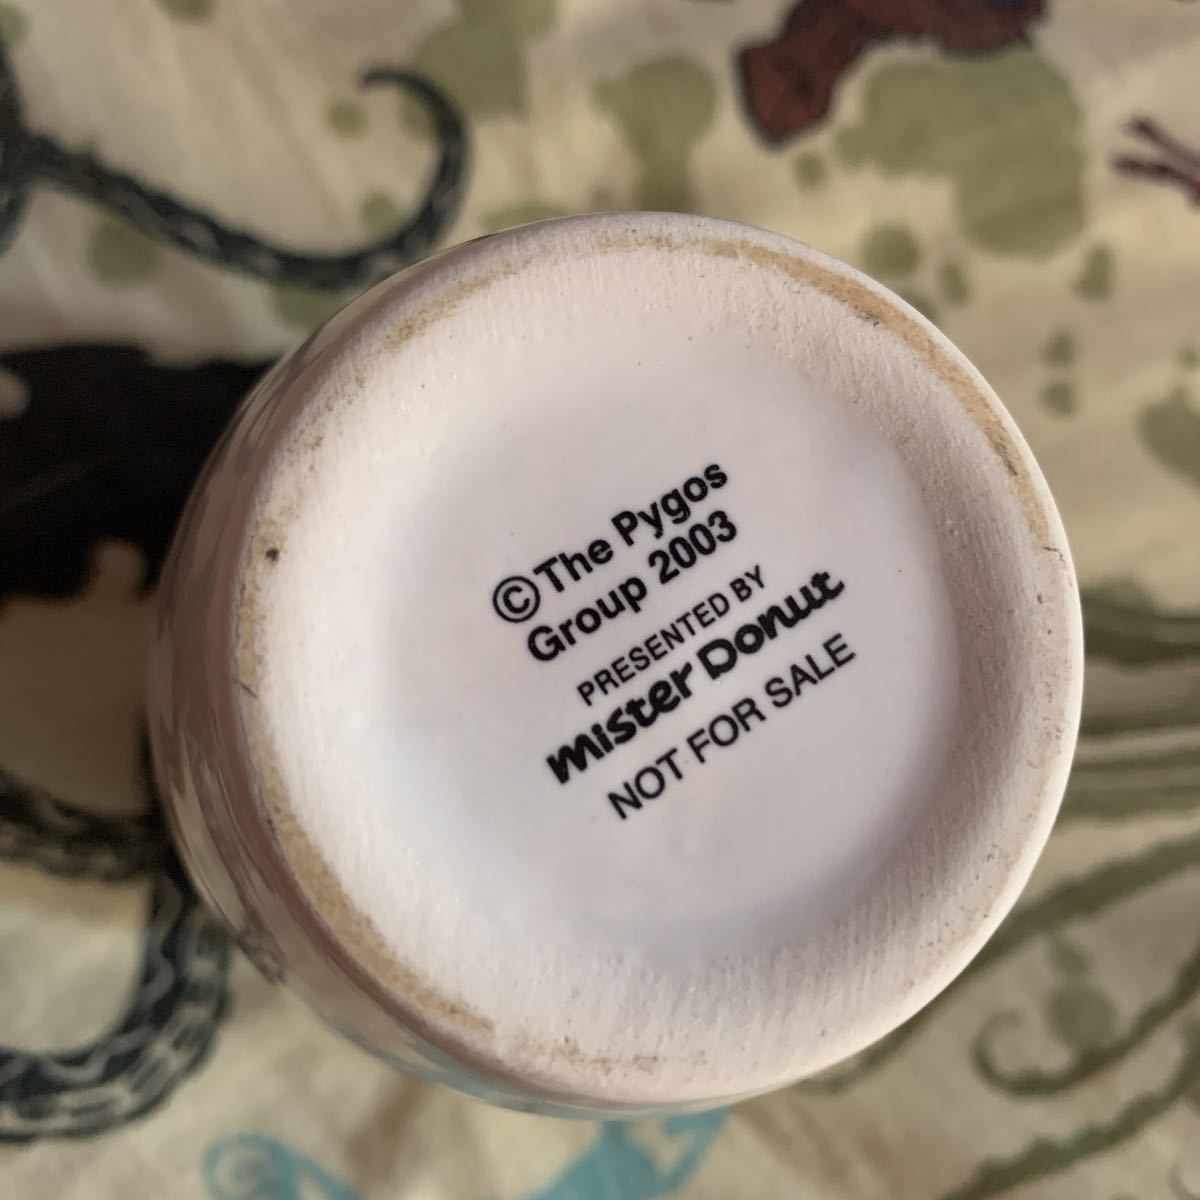 ©The Pygos
Group 2003
PRESENTED BY
mister Donut
NOT FOR SALE